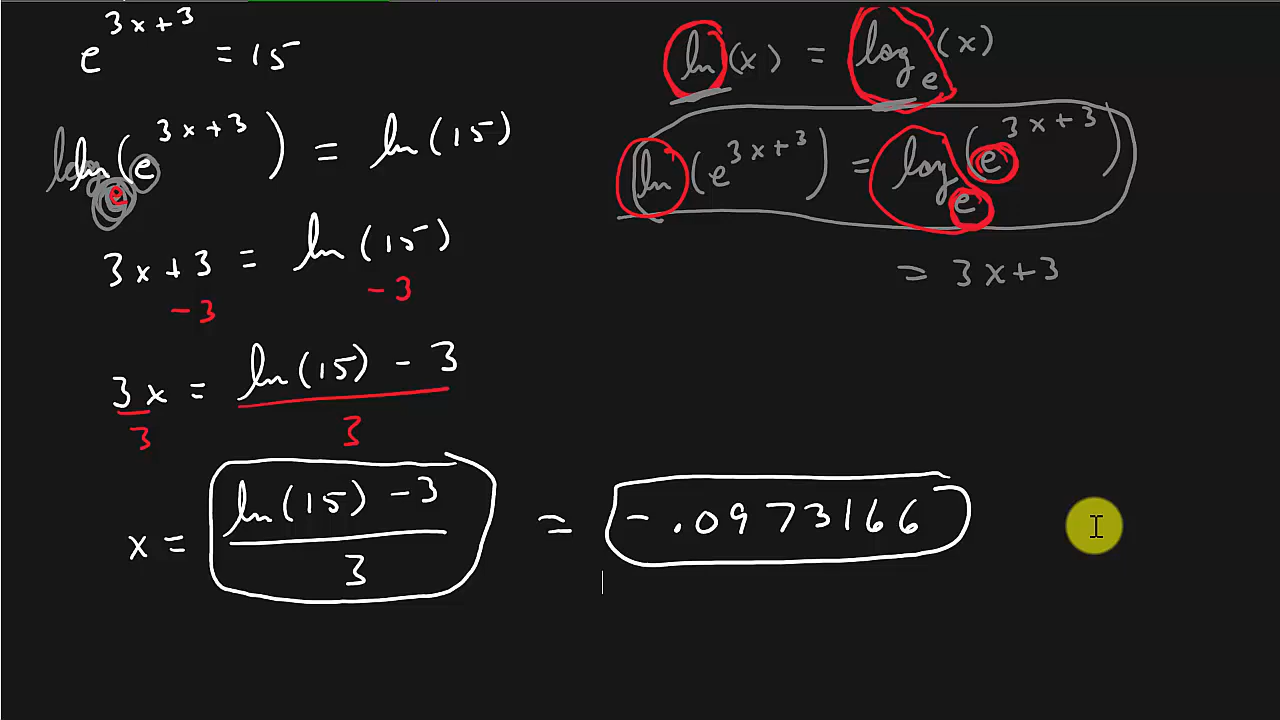 e^{3x+3} = 15
ln(e^{3x+3}) = ln(15)
3x+3 = ln(15)
-3 -3
3x = ln(15) - 3
3 3
x = \frac{ln(15) - 3}{3} = -.0973166
ln(x) = log_e(x)
ln(e^{3x+3}) = log_e(e^{3x+3})
= 3x+3